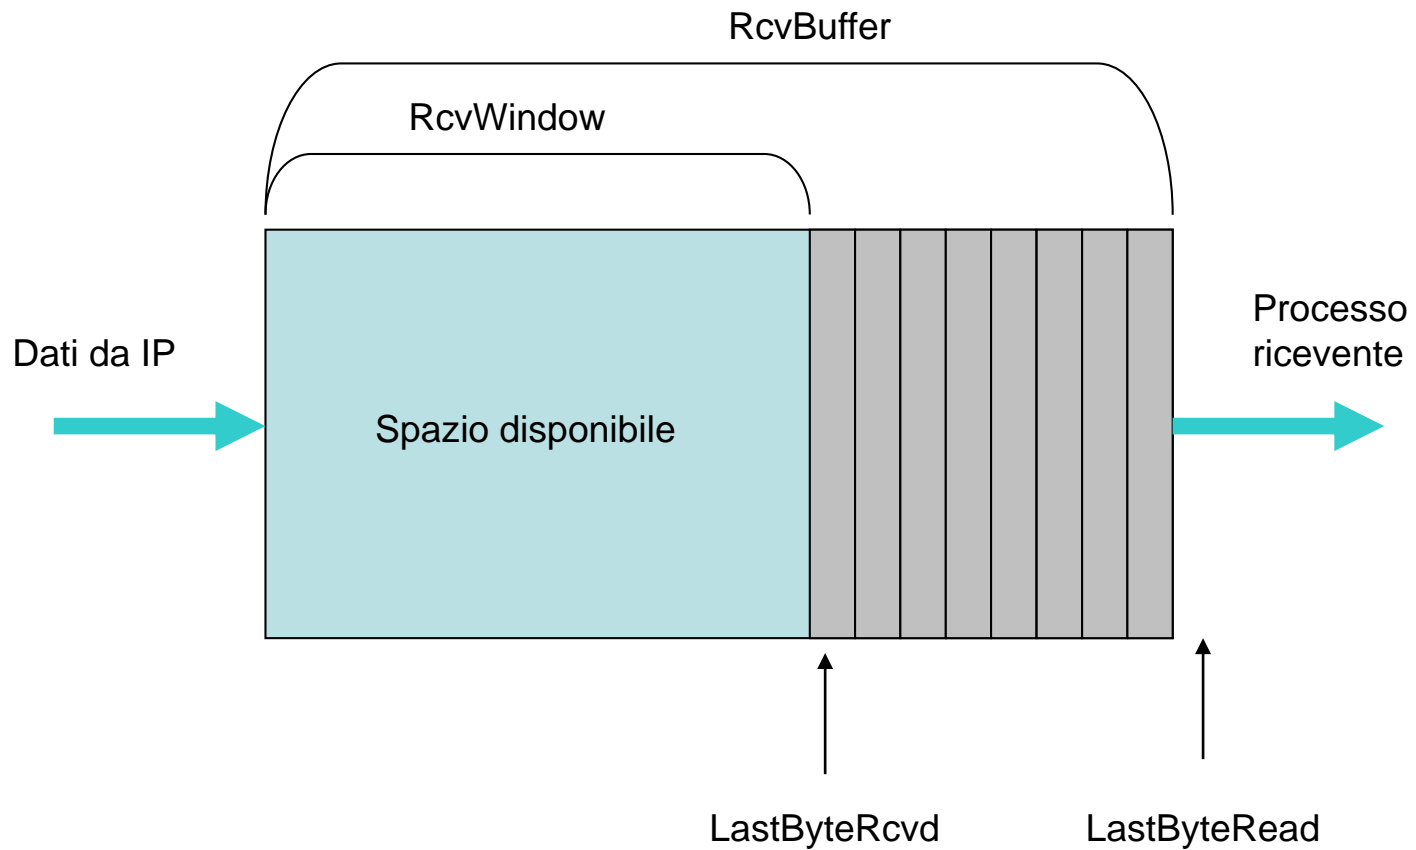 RcvBuffer
RcvWindow
Dati da IP
Spazio disponibile
Processo
ricevente
LastByteRcvd
LastByteRead